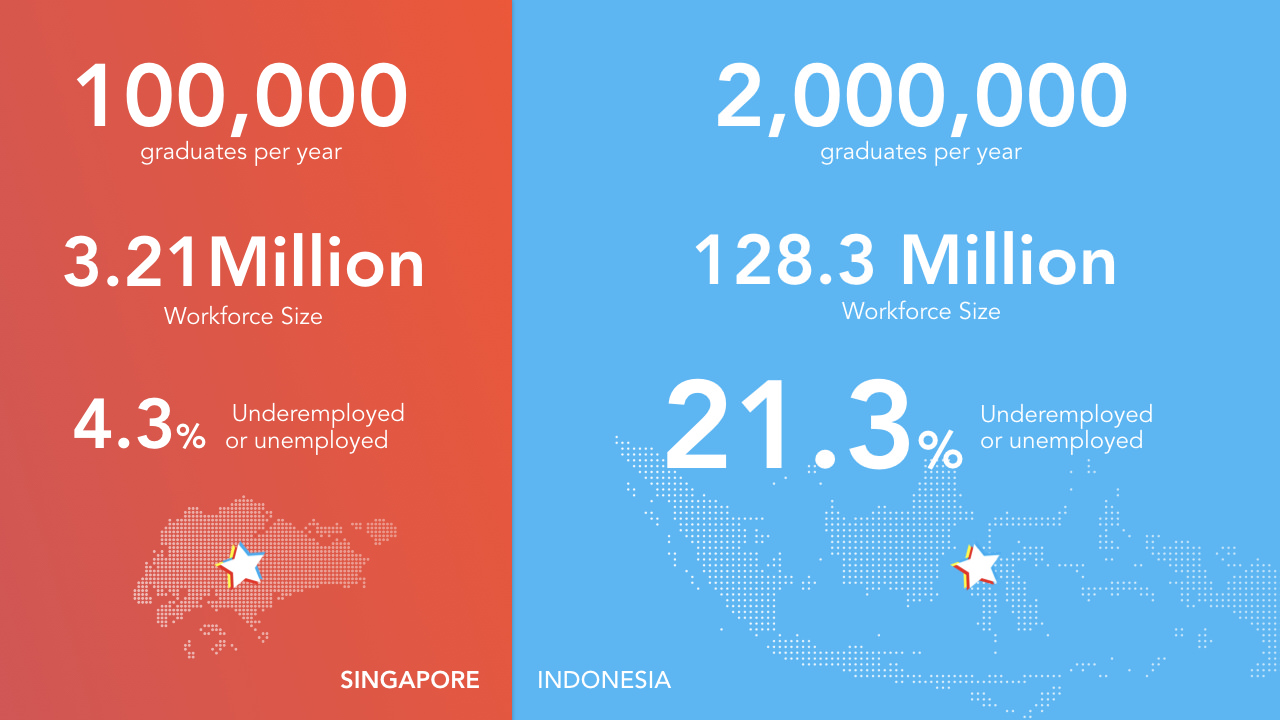 100,000
graduates per year
3.21Million
Workforce Size
4.3%
Underemployed
or unemployed
SINGAPORE
2,000,000
graduates per year
128.3 Million
Workforce Size
21.3%
Underemployed
or unemployed
INDONESIA